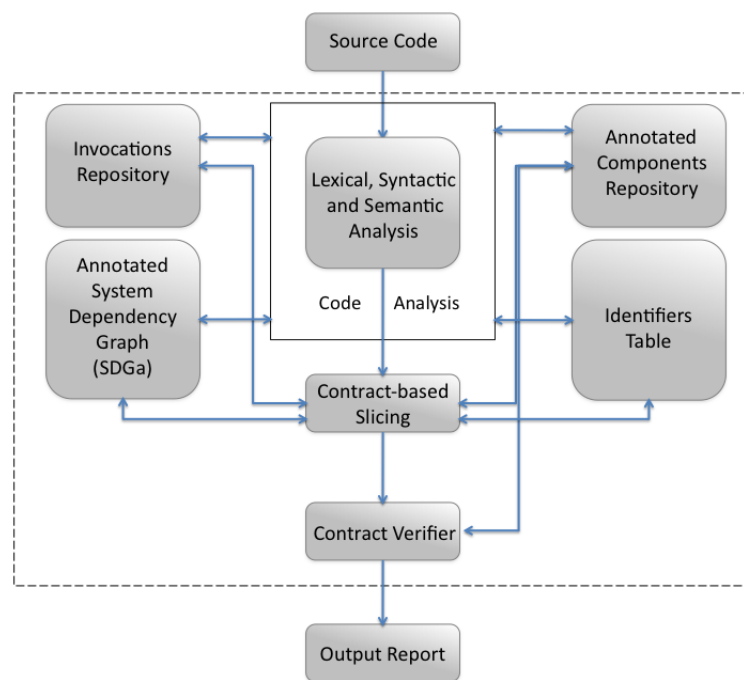 Source Code
Invocations
Repository
Lexical, Syntactic
and Semantic
Analysis
Annotated
Components
Repository
Annotated
System
Dependency
Graph
(SDGa)
Code Analysis
Identifiers
Table
Contract-based
Slicing
Contract Verifier
Output Report